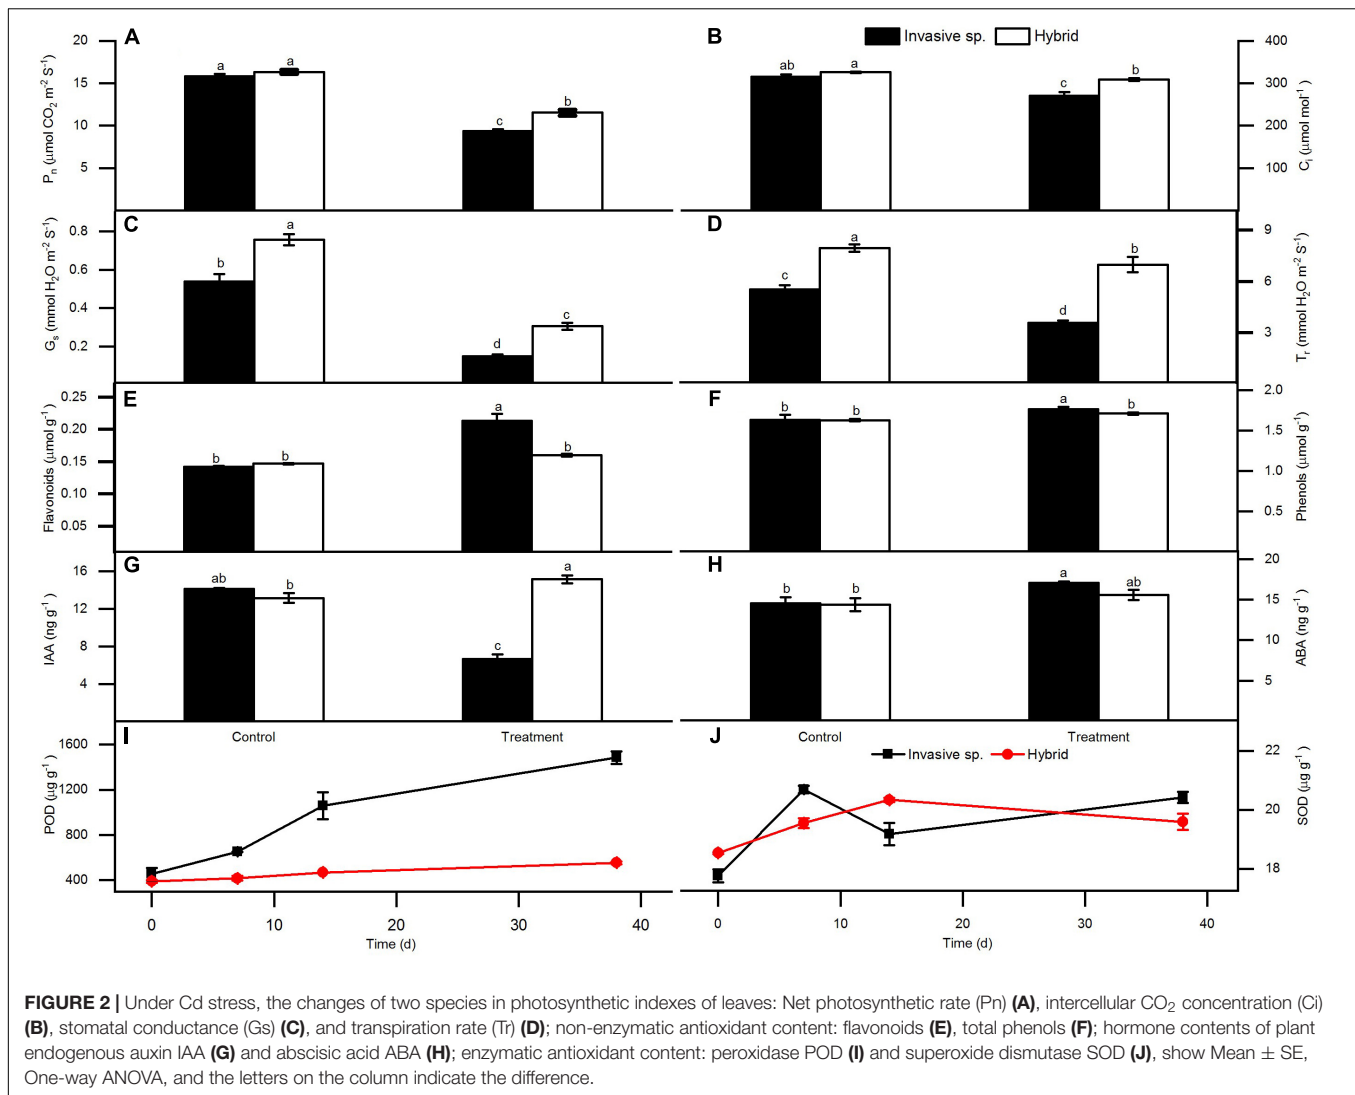 A
20
15
10
5
Pn (μmol CO2 m-2 S-1)
a
a
c
b
B
Invasive sp.
Hybrid
400
300
200
100
Ci (μmol mol-1)
ab
a
c
b
C
0.8
0.6
0.4
0.2
Gs (mmol H2O m-2 S-1)
b
a
d
c
D
9
6
3
Tr (mmol H2O m-2 S-1)
c
a
d
b
E
0.25
0.20
0.15
0.10
0.05
Flavonoids (μmol g-1)
b
b
a
b
F
2.0
1.5
1.0
0.5
Phenols (μmol g-1)
b
b
a
b
G
16
12
8
4
IAA (ng g-1)
ab
b
c
a
H
20
15
10
5
ABA (ng g-1)
b
b
a
ab
I
Control
Treatment
1600
1200
800
400
POD (μg g-1)
0
10
20
30
40
Time (d)
J
Control
Treatment
Invasive sp.
Hybrid
22
20
18
SOD (μg g-1)
0
10
20
30
40
Time (d)
FIGURE 2 | Under Cd stress, the changes of two species in photosynthetic indexes of leaves: Net photosynthetic rate (Pn) (A), intercellular CO2 concentration (Ci)
(B), stomatal conductance (Gs) (C), and transpiration rate (Tr) (D); non-enzymatic antioxidant content: flavonoids (E), total phenols (F); hormone contents of plant
endogenous auxin IAA (G) and abscisic acid ABA (H); enzymatic antioxidant content: peroxidase POD (I) and superoxide dismutase SOD (J), show Mean ± SE,
One-way ANOVA, and the letters on the column indicate the difference.